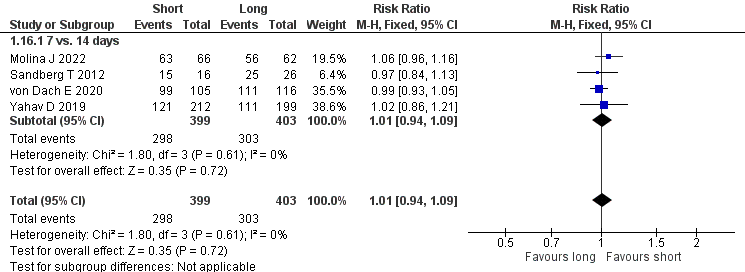 Short Long Risk Ratio Risk Ratio
Study or Subgroup Events Total Events Total Weight M-H, Fixed, 95% CI M-H, Fixed, 95% CI
1.16.1 7 vs. 14 days
Molina J 2022 63 66 56 62 19.5% 1.06 [0.96, 1.16]
Sandberg T 2012 15 16 25 26 6.4% 0.97 [0.84, 1.13]
von Dach E 2020 99 105 111 116 35.5% 0.99 [0.93, 1.05]
Yahav D 2019 121 212 111 199 38.6% 1.02 [0.86, 1.21]
Subtotal (95% CI) 399 403 100.0% 1.01 [0.94, 1.09]
Total events 298 303
Heterogeneity: Chi² = 1.80, df = 3 (P = 0.61); I² = 0%
Test for overall effect: Z = 0.35 (P = 0.72)
Total (95% CI) 399 403 100.0% 1.01 [0.94, 1.09]
Total events 298 303
Heterogeneity: Chi² = 1.80, df = 3 (P = 0.61); I² = 0%
Test for overall effect: Z = 0.35 (P = 0.72)
Test for subgroup differences: Not applicable
0.5 0.7 1 1.5 2
Favours long Favours short